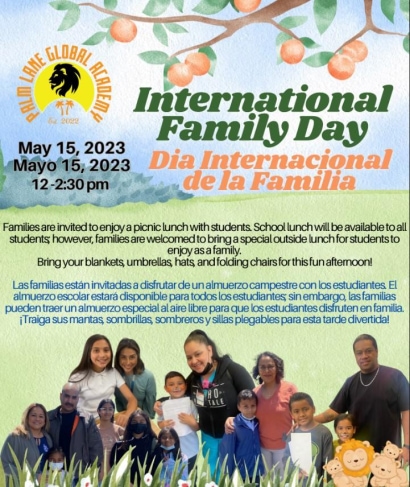 PALM LANE GLOBAL ACADEMY
Est. 2022
International
Family Day
Dia Internacional
de la Familia
May 15, 2023
Mayo 15, 2023
12-2:30 pm
Families are invited to enjoy a picnic lunch with students. School lunch will be available to all
students; however, families are welcomed to bring a special outside lunch for students to
enjoy as a family.
Bring your blankets, umbrellas, hats, and folding chairs for this fun afternoon!
Las familias están invitadas a disfrutar de un almuerzo campestre con los estudiantes. El
almuerzo escolar estará disponible para todos los estudiantes; sin embargo, las familias
pueden traer un almuerzo especial al aire libre para que los estudiantes disfruten en familia.
¡Traiga sus mantas, sombrillas, sombreros y sillas plegables para esta tarde divertida!